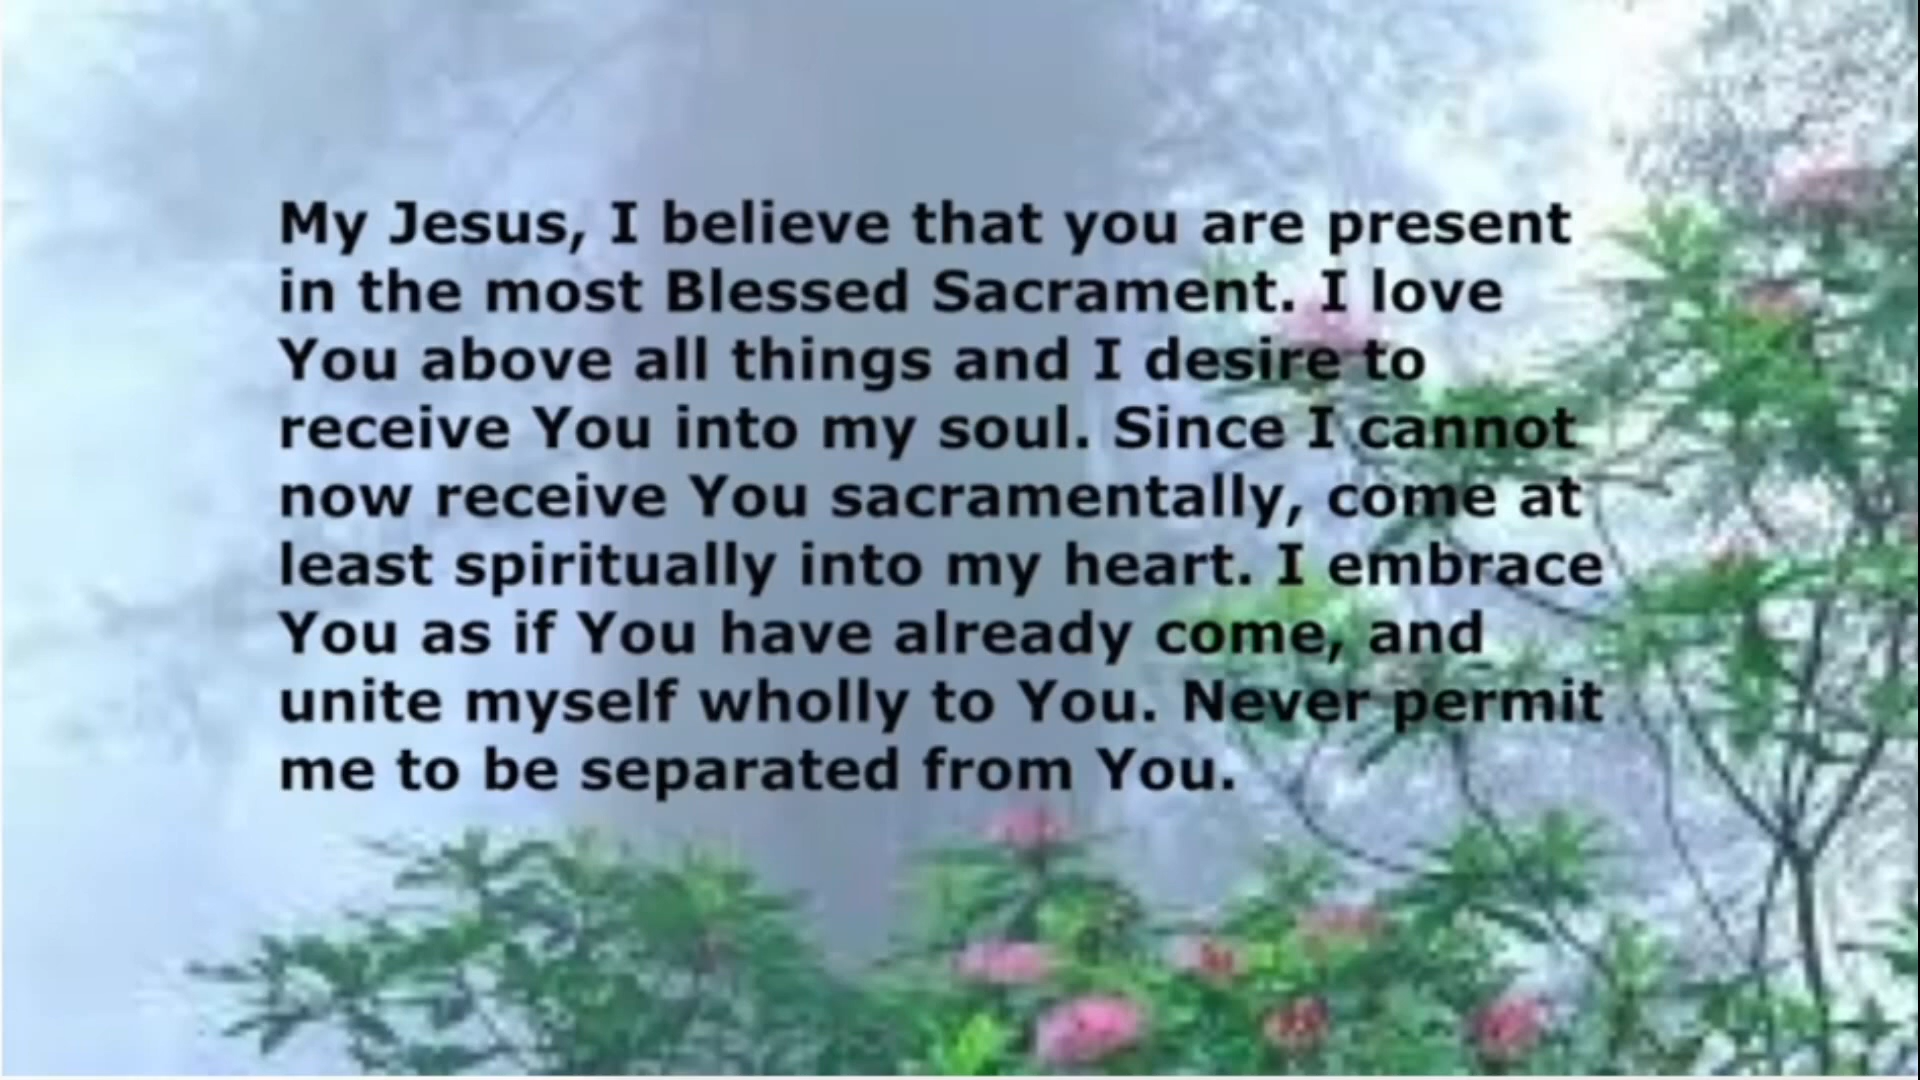 My Jesus, I believe that you are present
in the most Blessed Sacrament. I love
You above all things and I desire to
receive You into my soul. Since I cannot
now receive You sacramentally, come at
least spiritually into my heart. I embrace
You as if You have already come, and
unite myself wholly to You. Never permit
me to be separated from You.